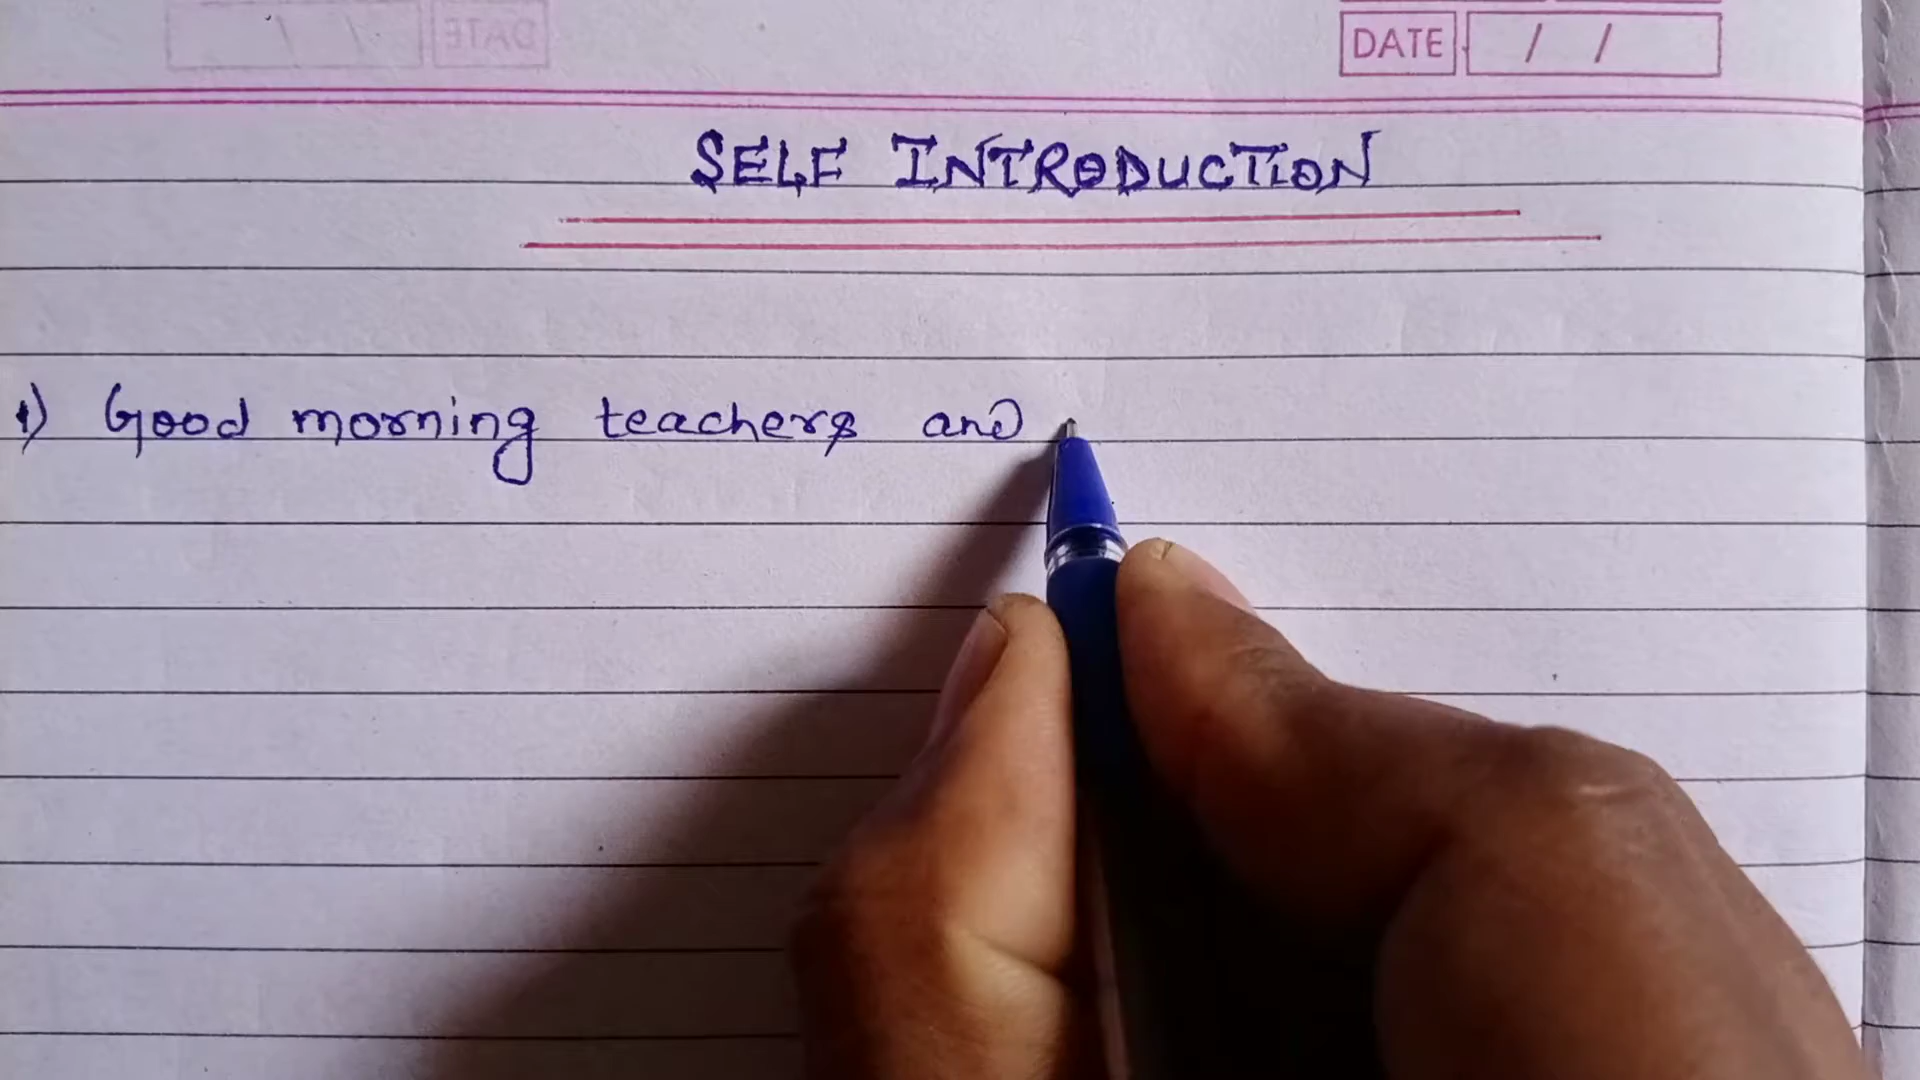 DATE / /
SELF INTRODUCTION
1) Good morning teachers and